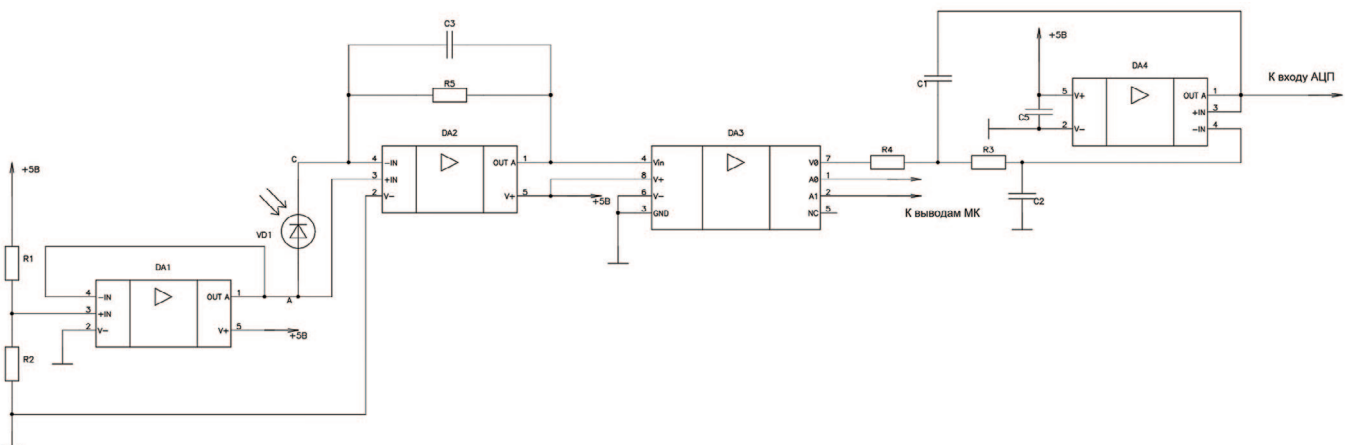 C3
R5
+5В
К входу АЦП
DA4
5 V+
OUT A 1
+IN 3
-IN 4
2 V-
C1
C5
DA2
DA3
C
4 -IN
3 +IN
2 V-
OUT A 1
V+ 5
+5В
4 Vin
8 V+
6 V-
3 GND
V0 7
A0 1
A1 2
NC 5
R4
R3
C2
К выводам МК
+5В
VD1
R1
DA1
A
4 -IN
3 +IN
2 V-
OUT A 1
V+ 5
+5В
R2